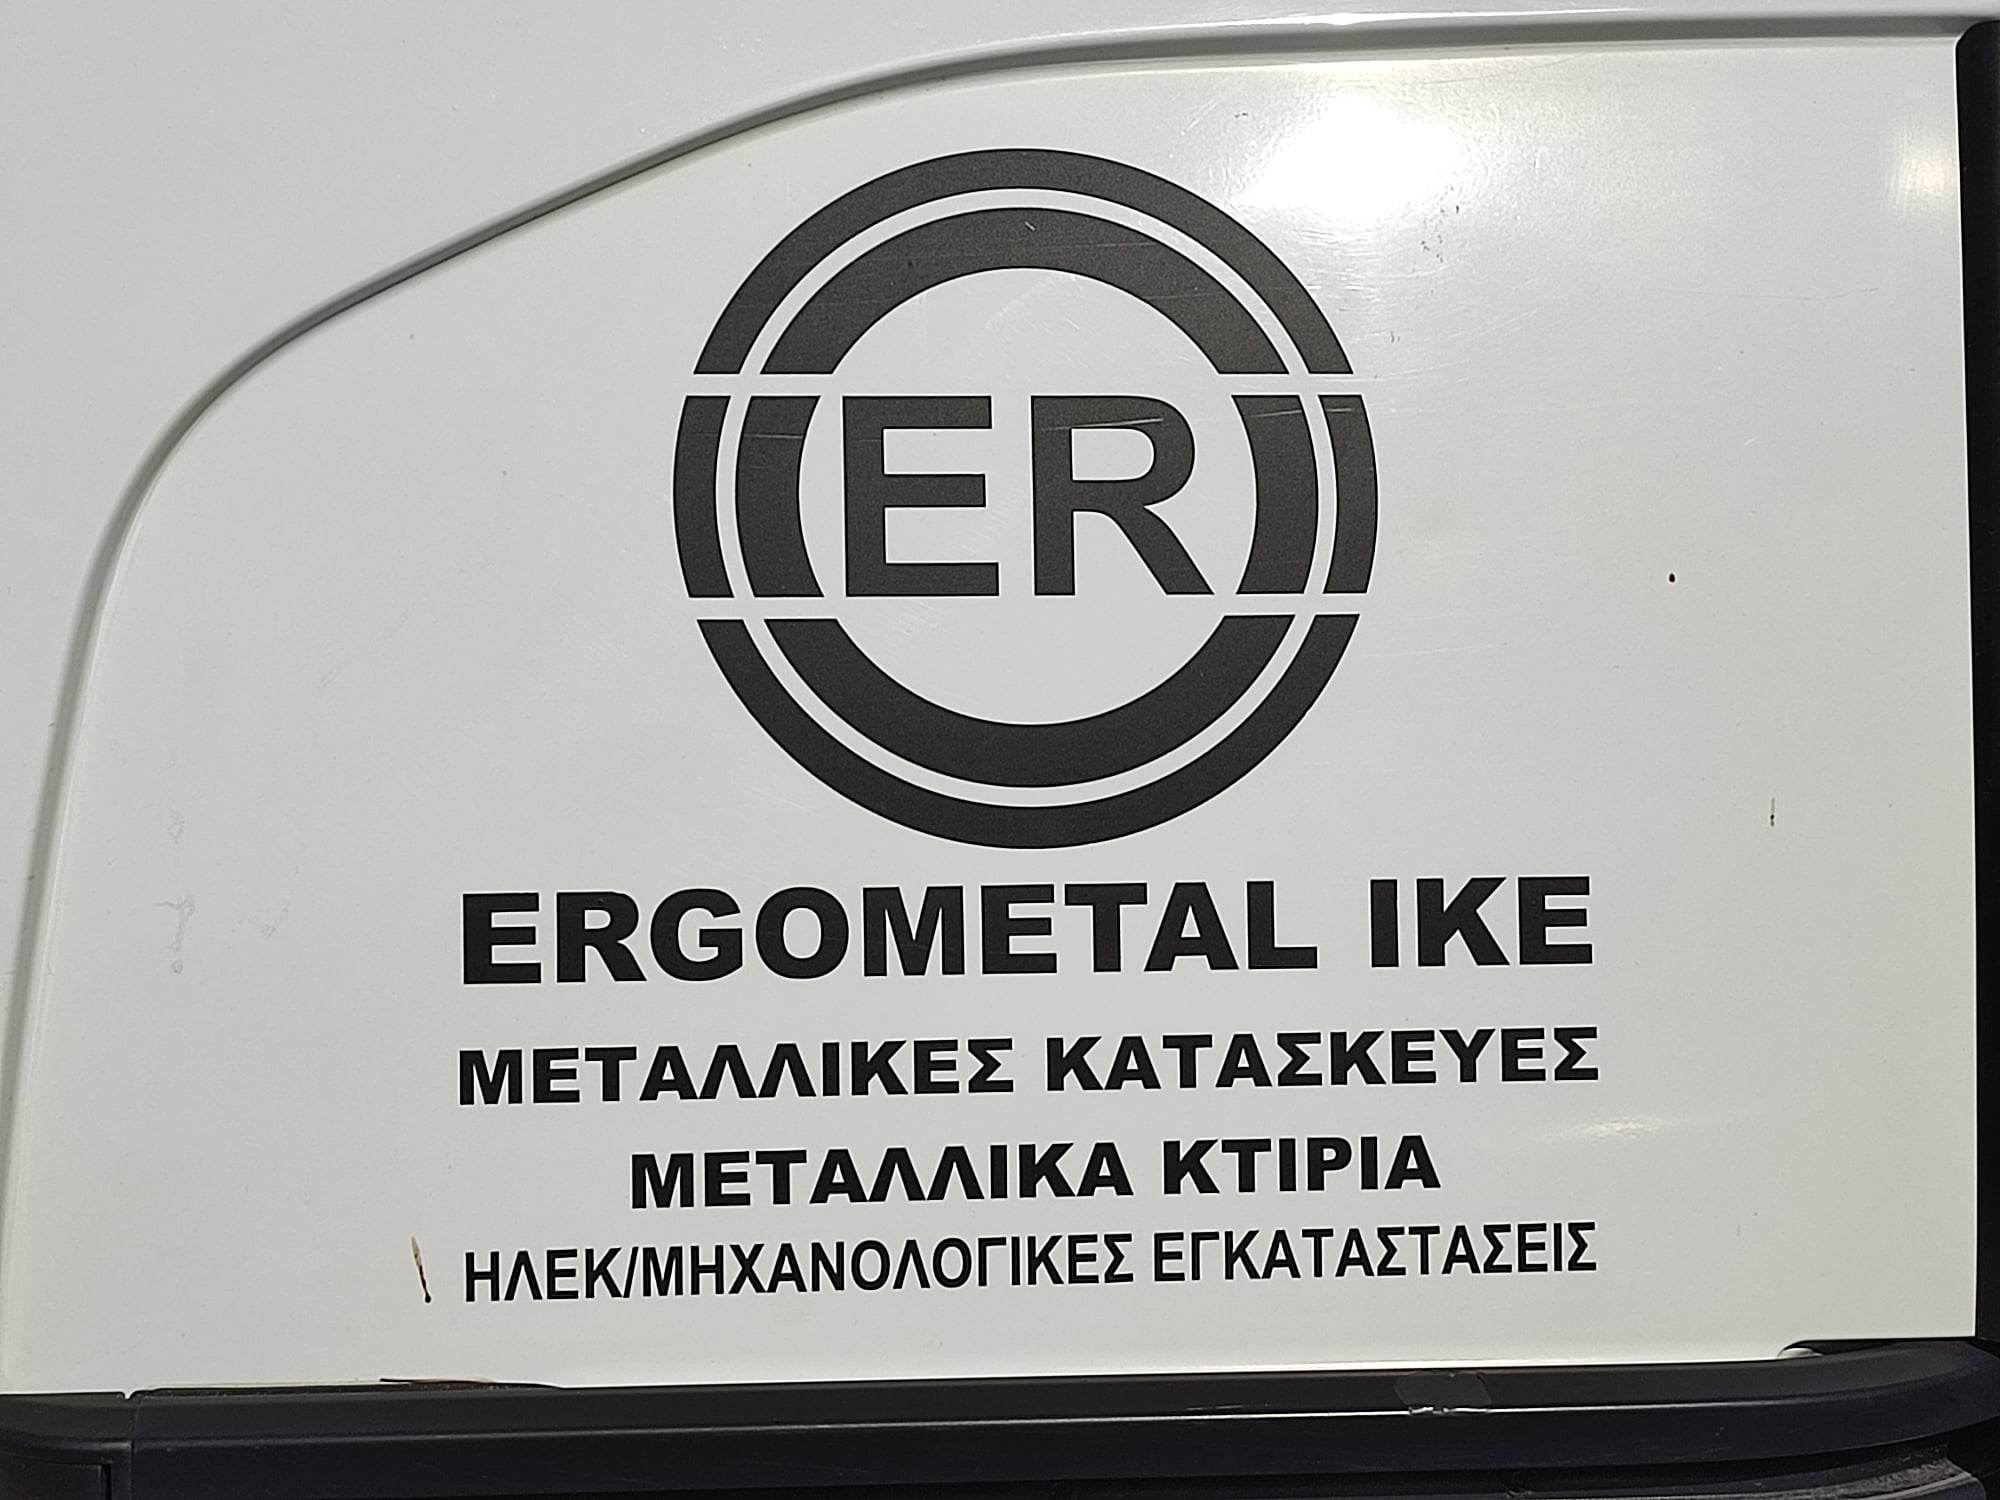 ER
ERGOMETAL IKE
ΜΕΤΑΛΛΙΚΕΣ ΚΑΤΑΣΚΕΥΕΣ
ΜΕΤΑΛΛΙΚΑ ΚΤΙΡΙΑ
ΗΛΕΚ/ΜΗΧΑΝΟΛΟΓΙΚΕΣ ΕΓΚΑΤΑΣΤΑΣΕΙΣ